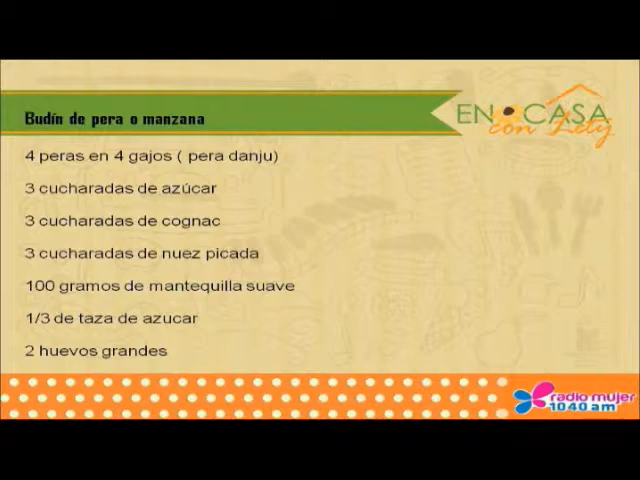 Budín de pera o manzana
EN CASA
con Lety
4 peras en 4 gajos ( pera danju)
3 cucharadas de azúcar
3 cucharadas de cognac
3 cucharadas de nuez picada
100 gramos de mantequilla suave
1/3 de taza de azucar
2 huevos grandes
radio mujer
1040 am